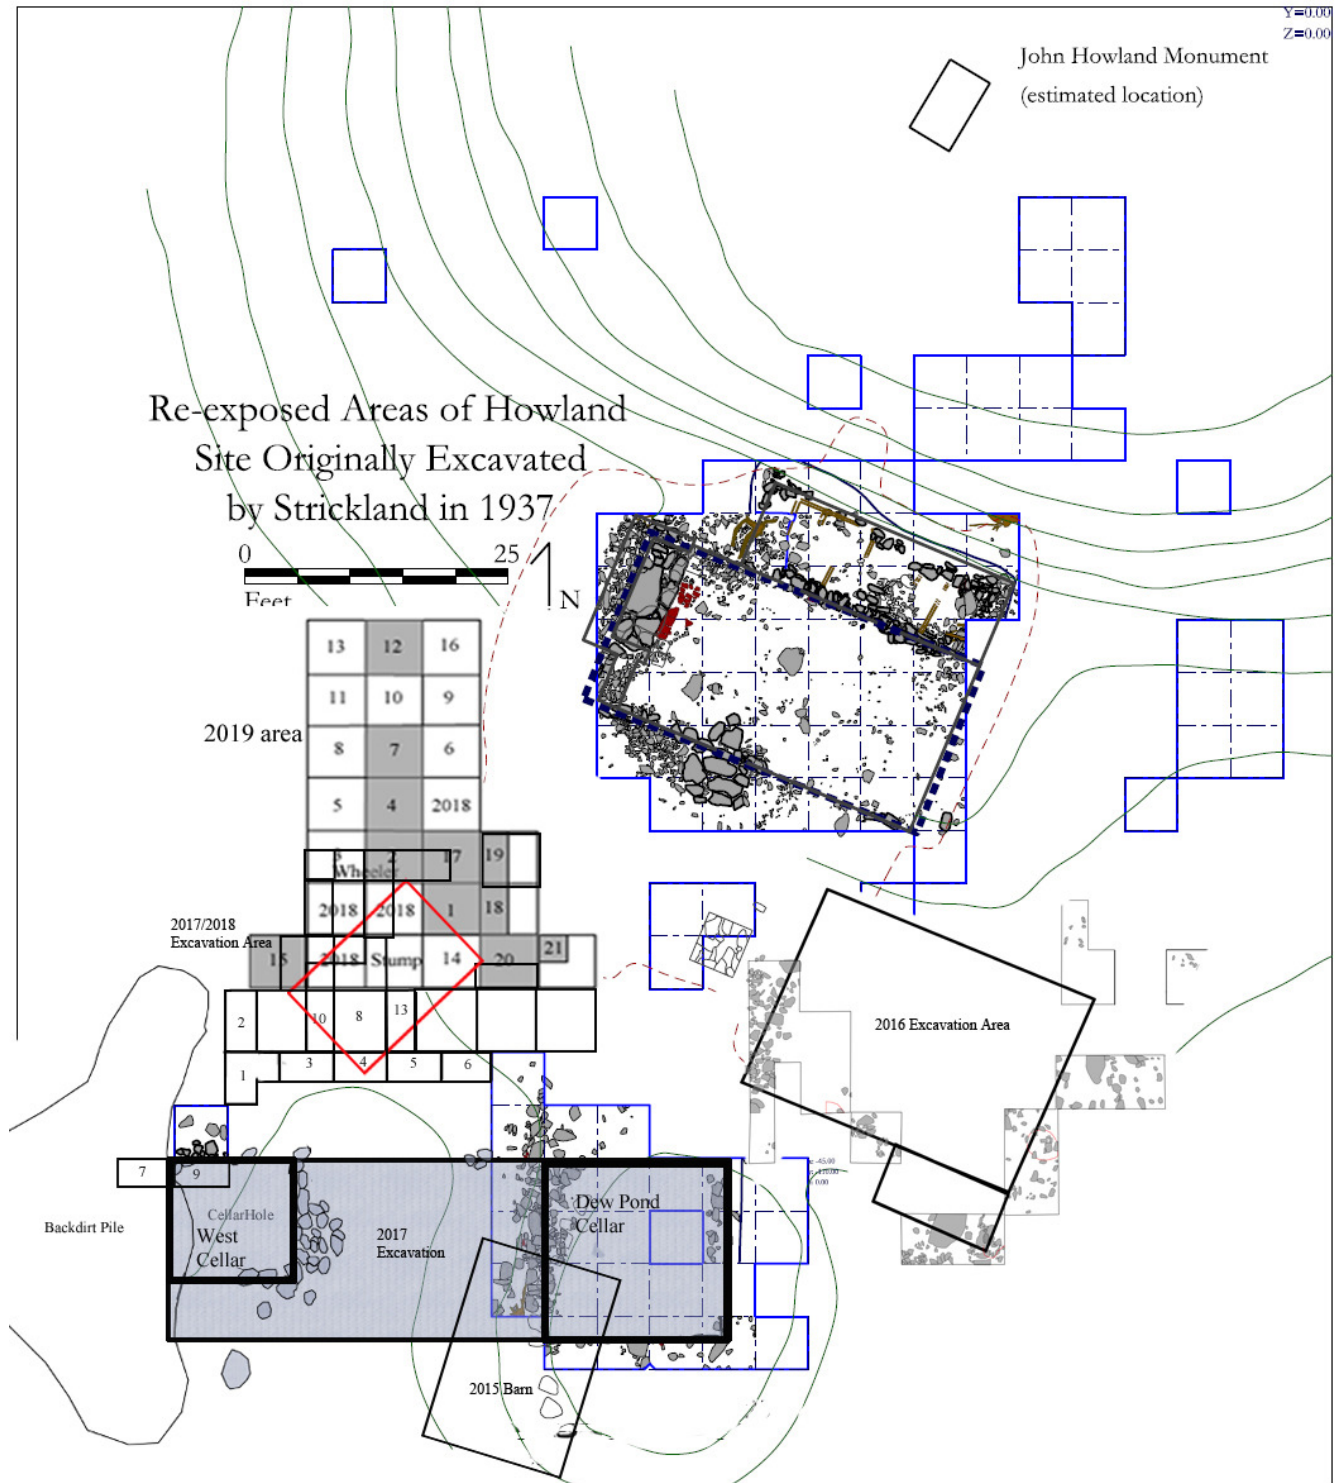 Y=0.00
Z=0.00
John Howland Monument
(estimated location)
Re-exposed Areas of Howland
Site Originally Excavated
by Strickland in 1937
0 25
Feet
N
13 12 16
11 10 9
2019 area
8 7 6
5 4 2018
3 2 17 19
Wheeler
2018 2018 1 18
2017/2018
Excavation Area
15 2018 Stump 14 20 21
2 10 8 13
1 3 4 5 6
2016 Excavation Area
7 9
CellarHole
West
Cellar
Backdirt Pile
2017
Excavation
Dew Pond
Cellar
2015 Barn